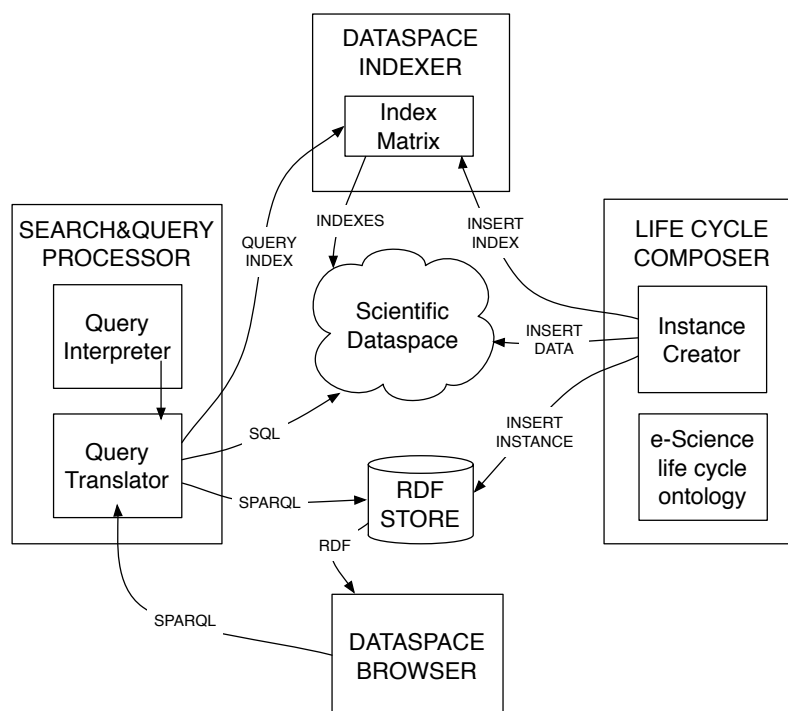 DATASPACE
INDEXER
Index
Matrix
INDEXES
INSERT
INDEX
QUERY
INDEX
SEARCH&QUERY
PROCESSOR
Query
Interpreter
Query
Translator
Scientific
Dataspace
LIFE CYCLE
COMPOSER
Instance
Creator
e-Science
life cycle
ontology
INSERT
DATA
INSERT
INSTANCE
SQL
SPARQL
RDF
STORE
RDF
SPARQL
DATASPACE
BROWSER